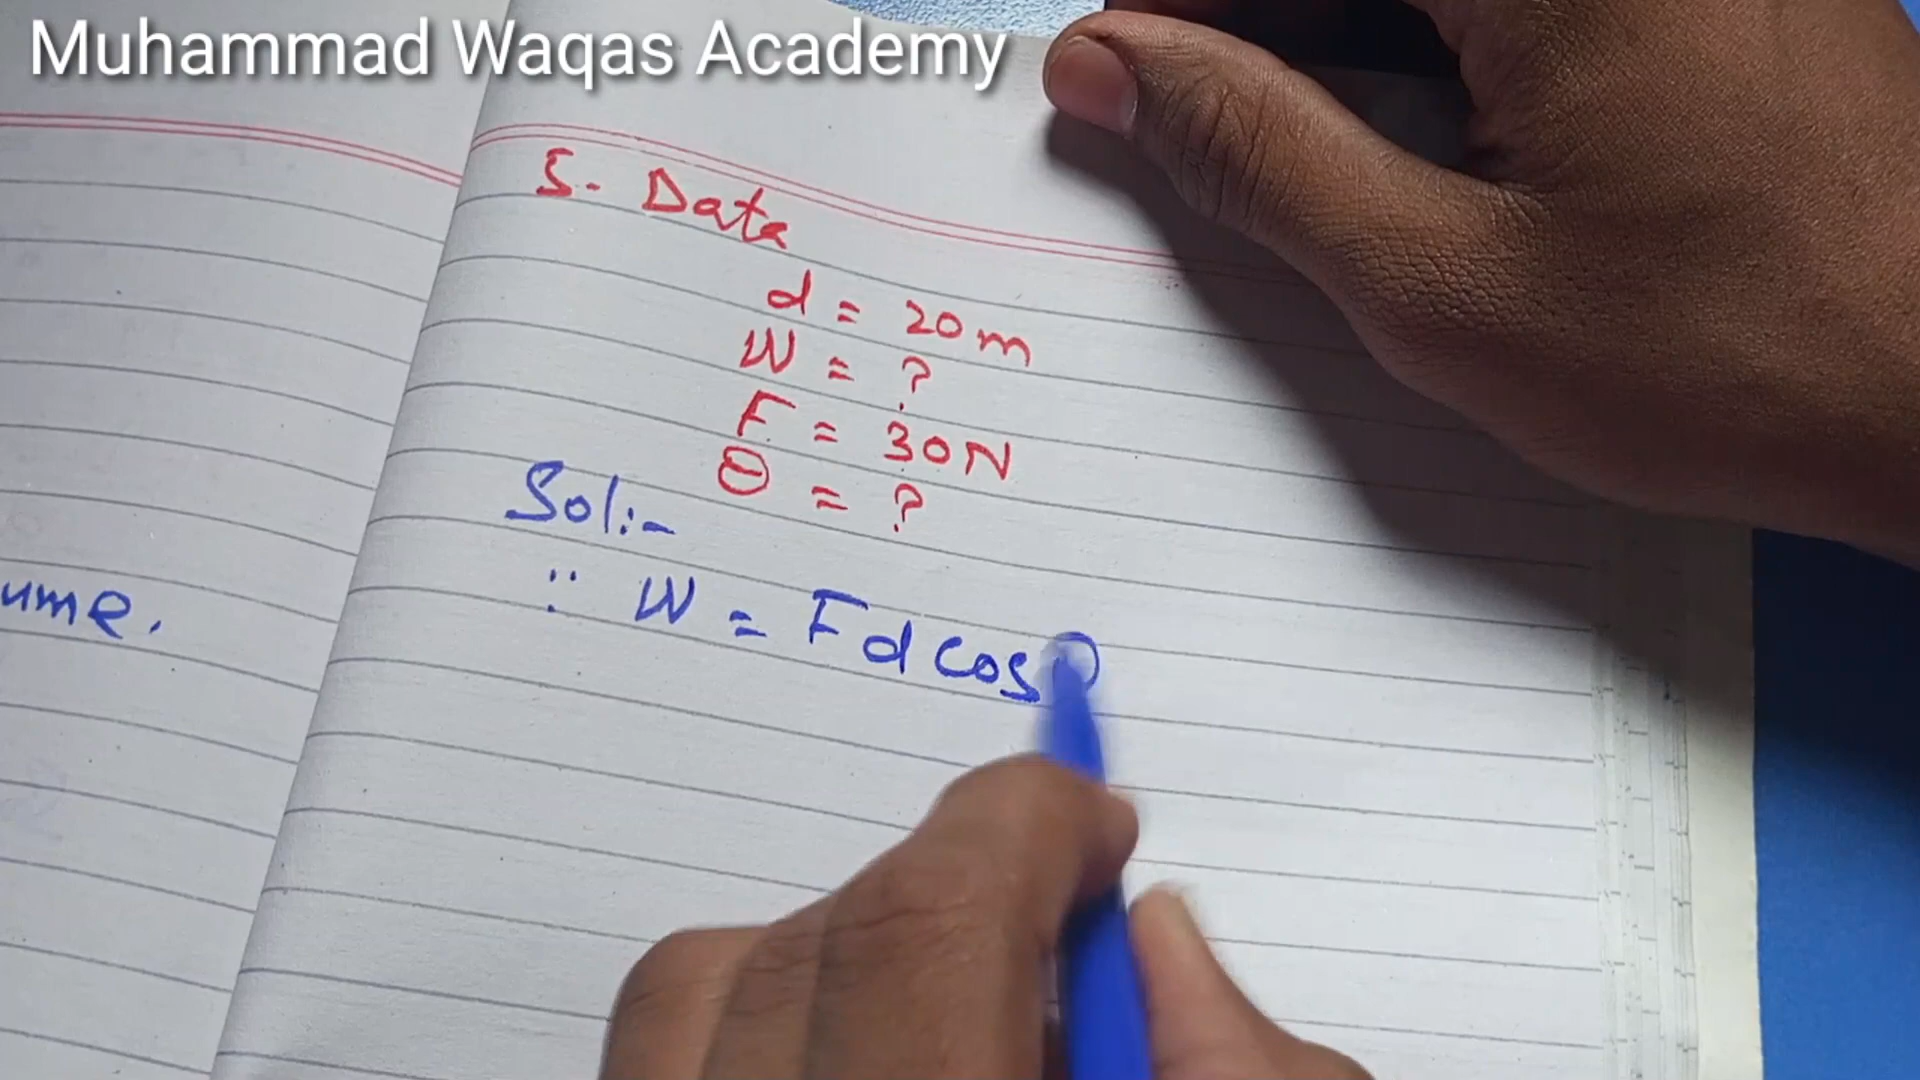 Muhammad Waqas Academy
5. Data
d = 20m
W = ?
F = 30N
θ = ?
Sol:-
∵ W = Fd cos
ume.